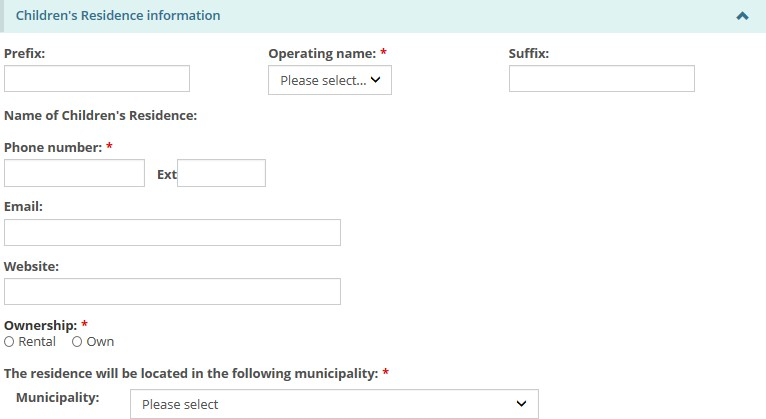 Children's Residence information
Prefix: Operating name: * Suffix:
Please select...
Name of Children's Residence:
Phone number: *
Ext
Email:
Website:
Ownership: *
Rental Own
The residence will be located in the following municipality: *
Municipality: Please select